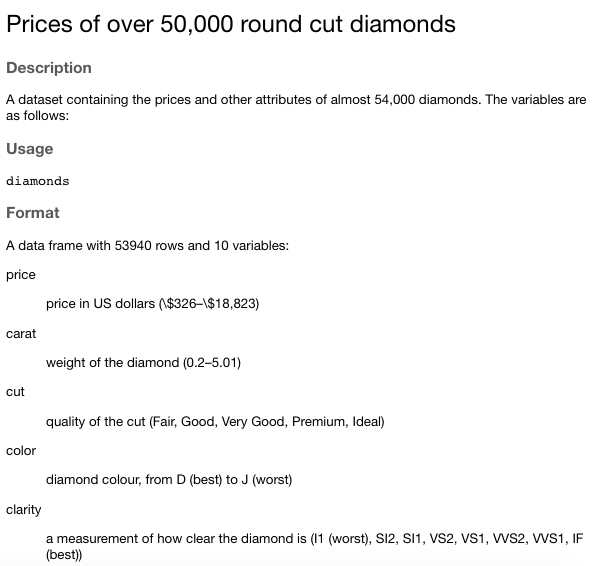 Prices of over 50,000 round cut diamonds
Description
A dataset containing the prices and other attributes of almost 54,000 diamonds. The variables are
as follows:
Usage
diamonds
Format
A data frame with 53940 rows and 10 variables:
price
price in US dollars (\$326–\$18,823)
carat
weight of the diamond (0.2–5.01)
cut
quality of the cut (Fair, Good, Very Good, Premium, Ideal)
color
diamond colour, from D (best) to J (worst)
clarity
a measurement of how clear the diamond is (I1 (worst), SI2, SI1, VS2, VS1, VVS2, VVS1, IF
(best))